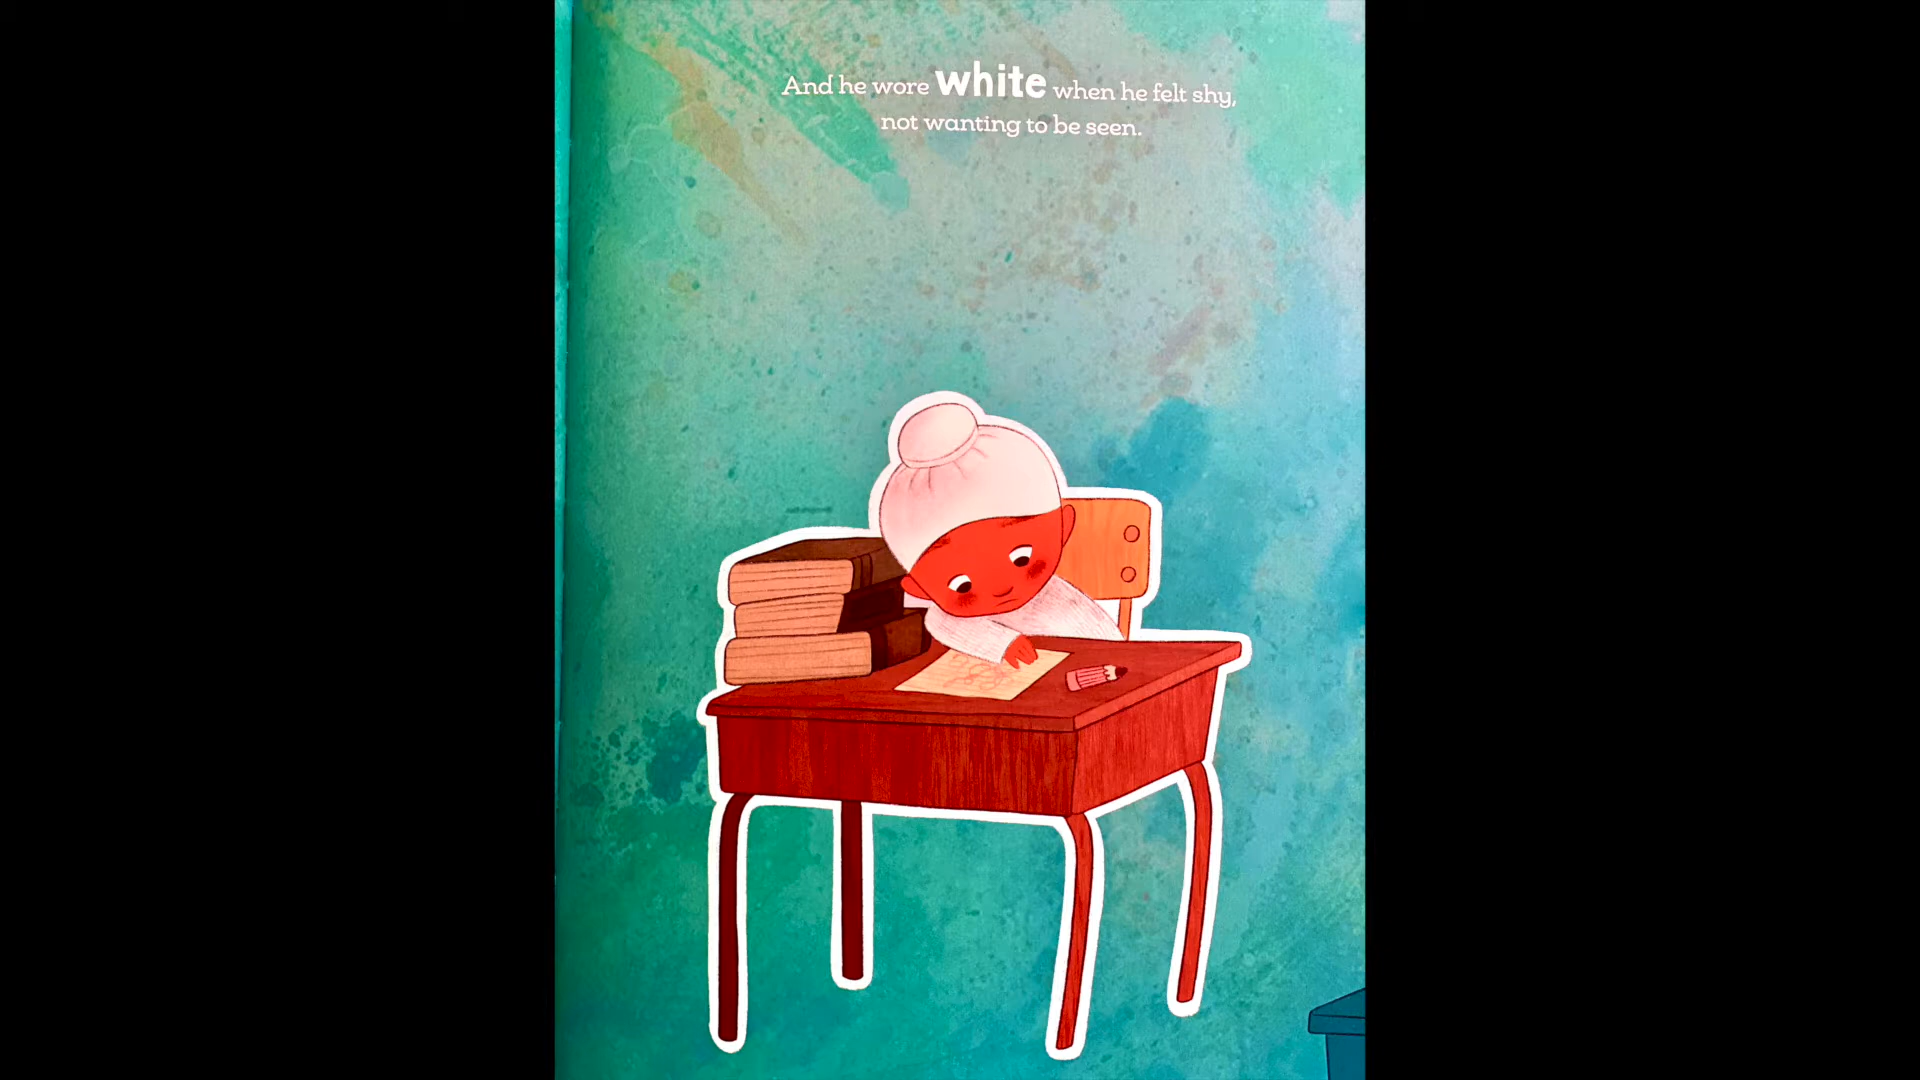 And he wore white when he felt shy,
not wanting to be seen.